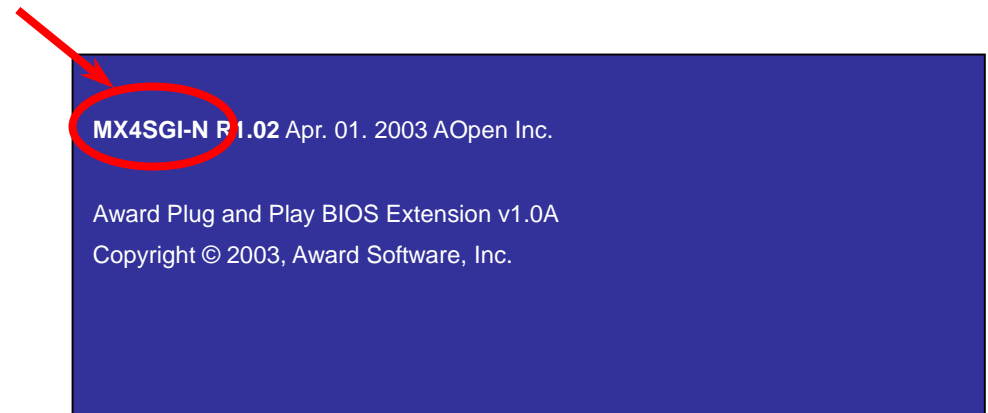 MX4SGI-N R1.02 Apr. 01. 2003 AOpen Inc.
Award Plug and Play BIOS Extension v1.0A
Copyright © 2003, Award Software, Inc.